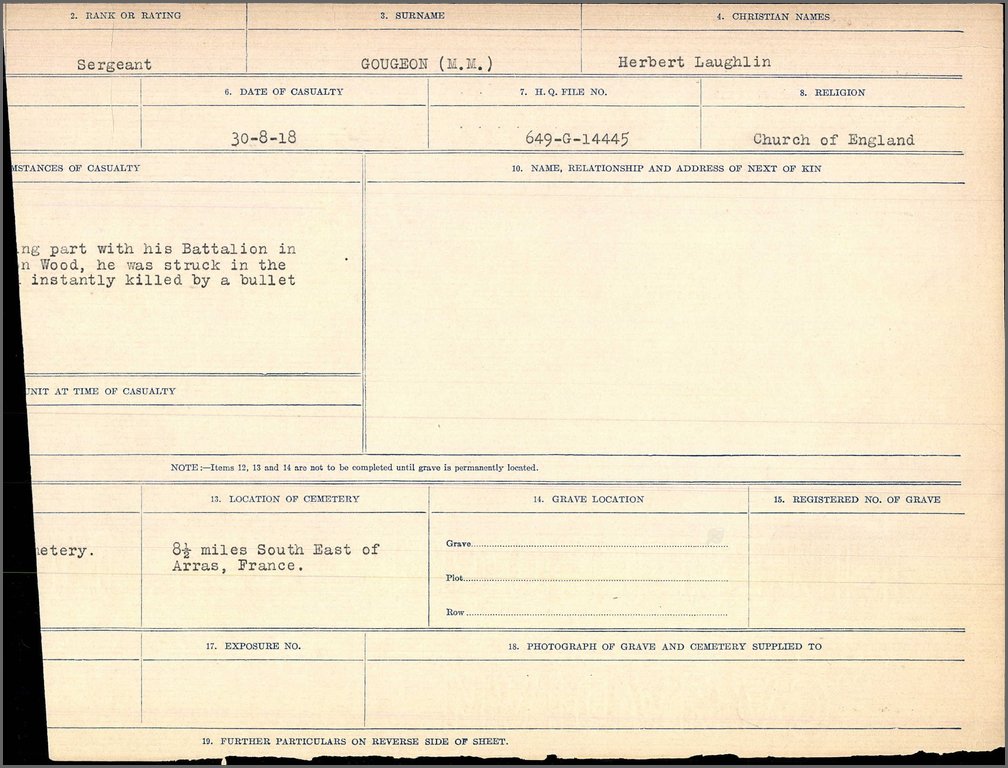 2. RANK OR RATING
3. SURNAME
4. CHRISTIAN NAMES
Sergeant
GOUGEON (M.M.)
Herbert Laughlin
6. DATE OF CASUALTY
7. H.Q. FILE NO.
8. RELIGION
30-8-18
649-G-14445
Church of England
MSTANCES OF CASUALTY
10. NAME, RELATIONSHIP AND ADDRESS OF NEXT OF KIN
ing part with his Battalion in
n Wood, he was struck in the
instantly killed by a bullet
UNIT AT TIME OF CASUALTY
NOTE:—Items 12, 13 and 14 are not to be completed until grave is permanently located.
13. LOCATION OF CEMETERY
14. GRAVE LOCATION
15. REGISTERED NO. OF GRAVE
metery.
8½ miles South East of
Arras, France.
Grave
Plot
Row
17. EXPOSURE NO.
18. PHOTOGRAPH OF GRAVE AND CEMETERY SUPPLIED TO
19. FURTHER PARTICULARS ON REVERSE SIDE OF SHEET.